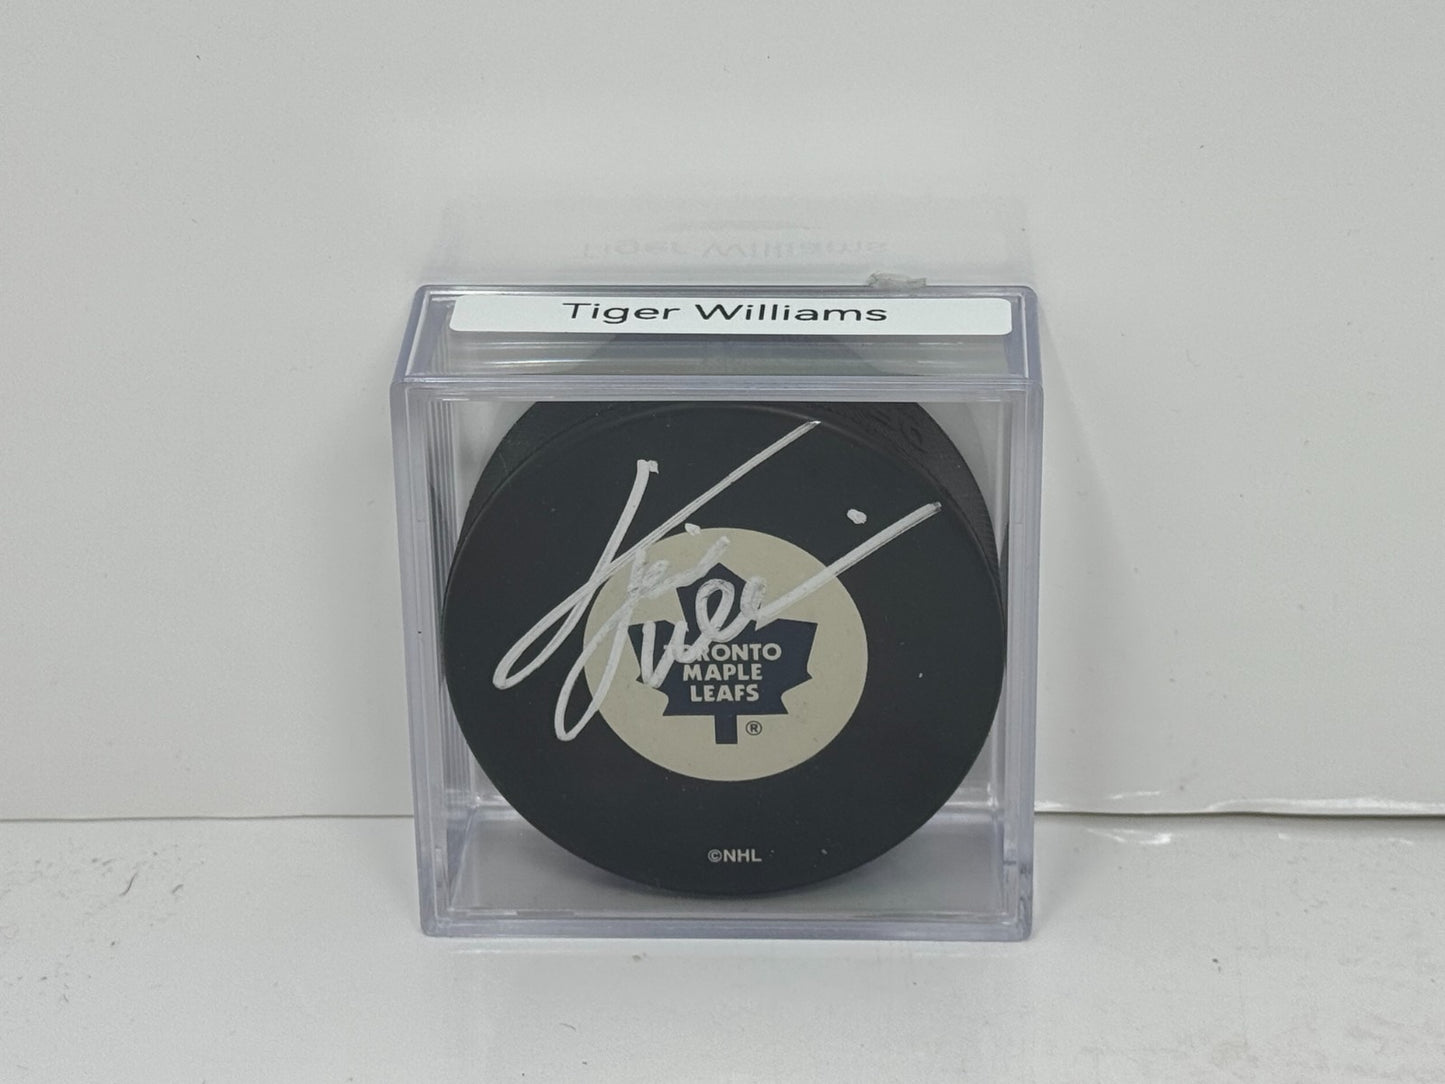 Tiger Williams
TORONTO
MAPLE
LEAFS
®
©NHL